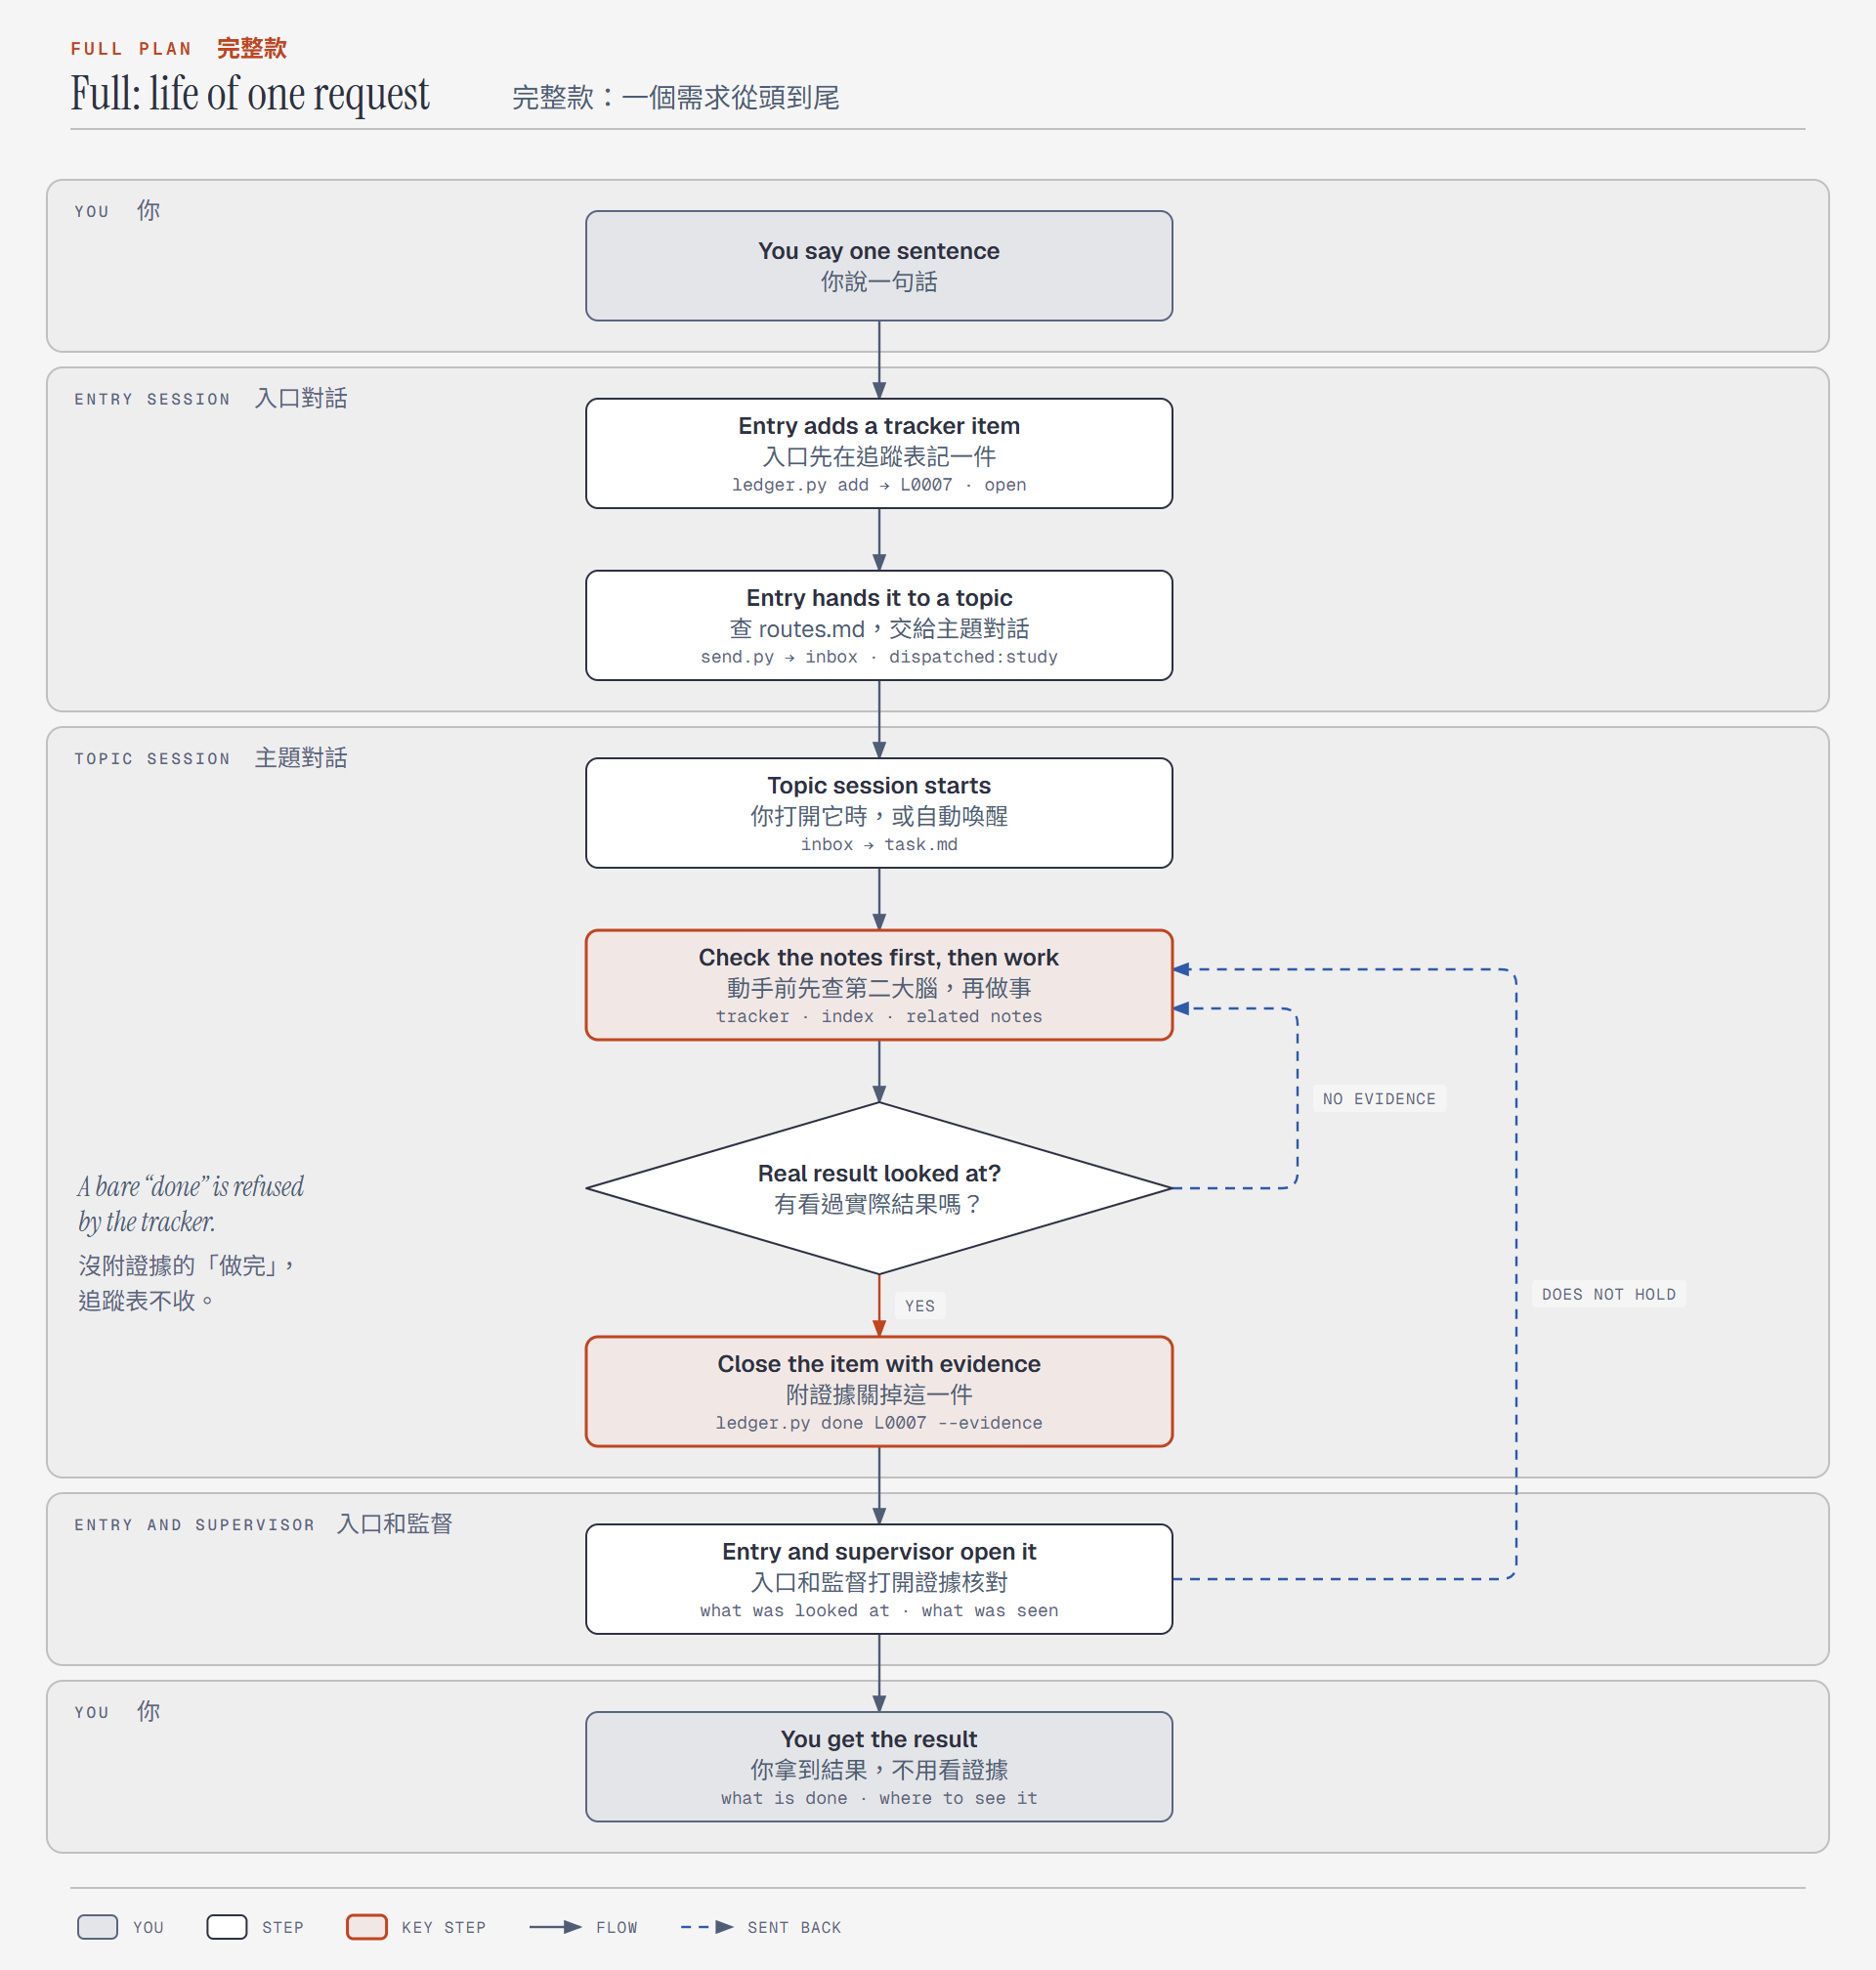 FULL PLAN 完整款
Full: life of one request 完整款：一個需求從頭到尾
YOU 你
You say one sentence
你說一句話
ENTRY SESSION 入口對話
Entry adds a tracker item
入口先在追蹤表記一件
ledger.py add → L0007 · open
Entry hands it to a topic
查 routes.md，交給主題對話
send.py → inbox · dispatched:study
TOPIC SESSION 主題對話
Topic session starts
你打開它時，或自動喚醒
inbox → task.md
Check the notes first, then work
動手前先查第二大腦，再做事
tracker · index · related notes
NO EVIDENCE
Real result looked at?
有看過實際結果嗎？
A bare “done” is refused
by the tracker.
沒附證據的「做完」，
追蹤表不收。
DOES NOT HOLD
YES
Close the item with evidence
附證據關掉這一件
ledger.py done L0007 --evidence
ENTRY AND SUPERVISOR 入口和監督
Entry and supervisor open it
入口和監督打開證據核對
what was looked at · what was seen
YOU 你
You get the result
你拿到結果，不用看證據
what is done · where to see it
YOU STEP KEY STEP FLOW SENT BACK